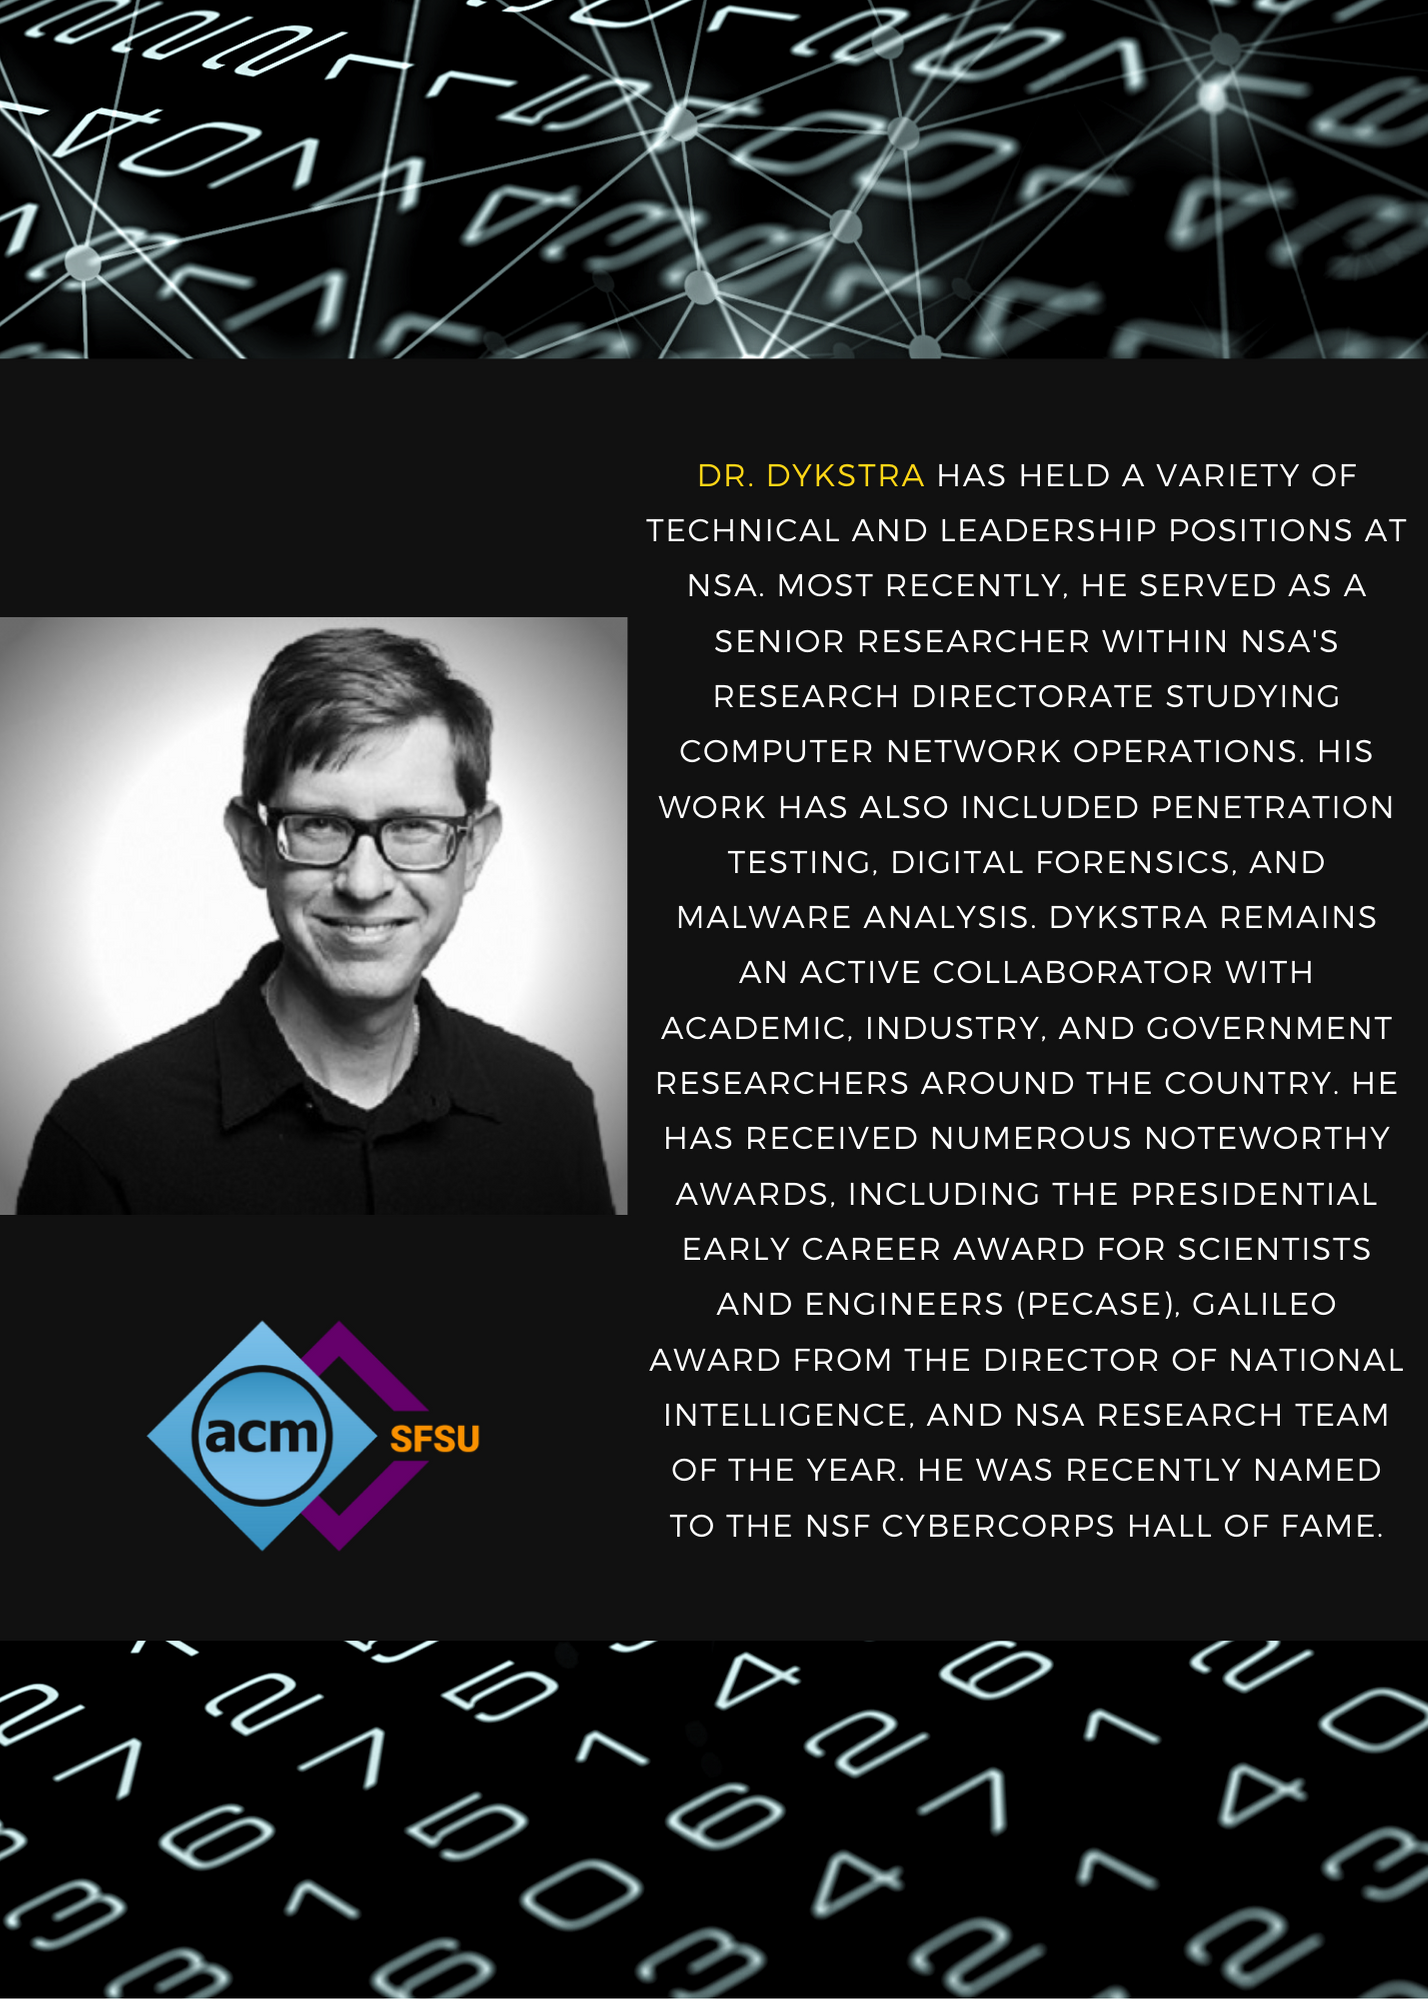 DR. DYKSTRA HAS HELD A VARIETY OF
TECHNICAL AND LEADERSHIP POSITIONS AT
NSA. MOST RECENTLY, HE SERVED AS A
SENIOR RESEARCHER WITHIN NSA'S
RESEARCH DIRECTORATE STUDYING
COMPUTER NETWORK OPERATIONS. HIS
WORK HAS ALSO INCLUDED PENETRATION
TESTING, DIGITAL FORENSICS, AND
MALWARE ANALYSIS. DYKSTRA REMAINS
AN ACTIVE COLLABORATOR WITH
ACADEMIC, INDUSTRY, AND GOVERNMENT
RESEARCHERS AROUND THE COUNTRY. HE
HAS RECEIVED NUMEROUS NOTEWORTHY
AWARDS, INCLUDING THE PRESIDENTIAL
EARLY CAREER AWARD FOR SCIENTISTS
AND ENGINEERS (PECASE), GALILEO
AWARD FROM THE DIRECTOR OF NATIONAL
INTELLIGENCE, AND NSA RESEARCH TEAM
OF THE YEAR. HE WAS RECENTLY NAMED
TO THE NSF CYBERCORPS HALL OF FAME.
acm SFSU